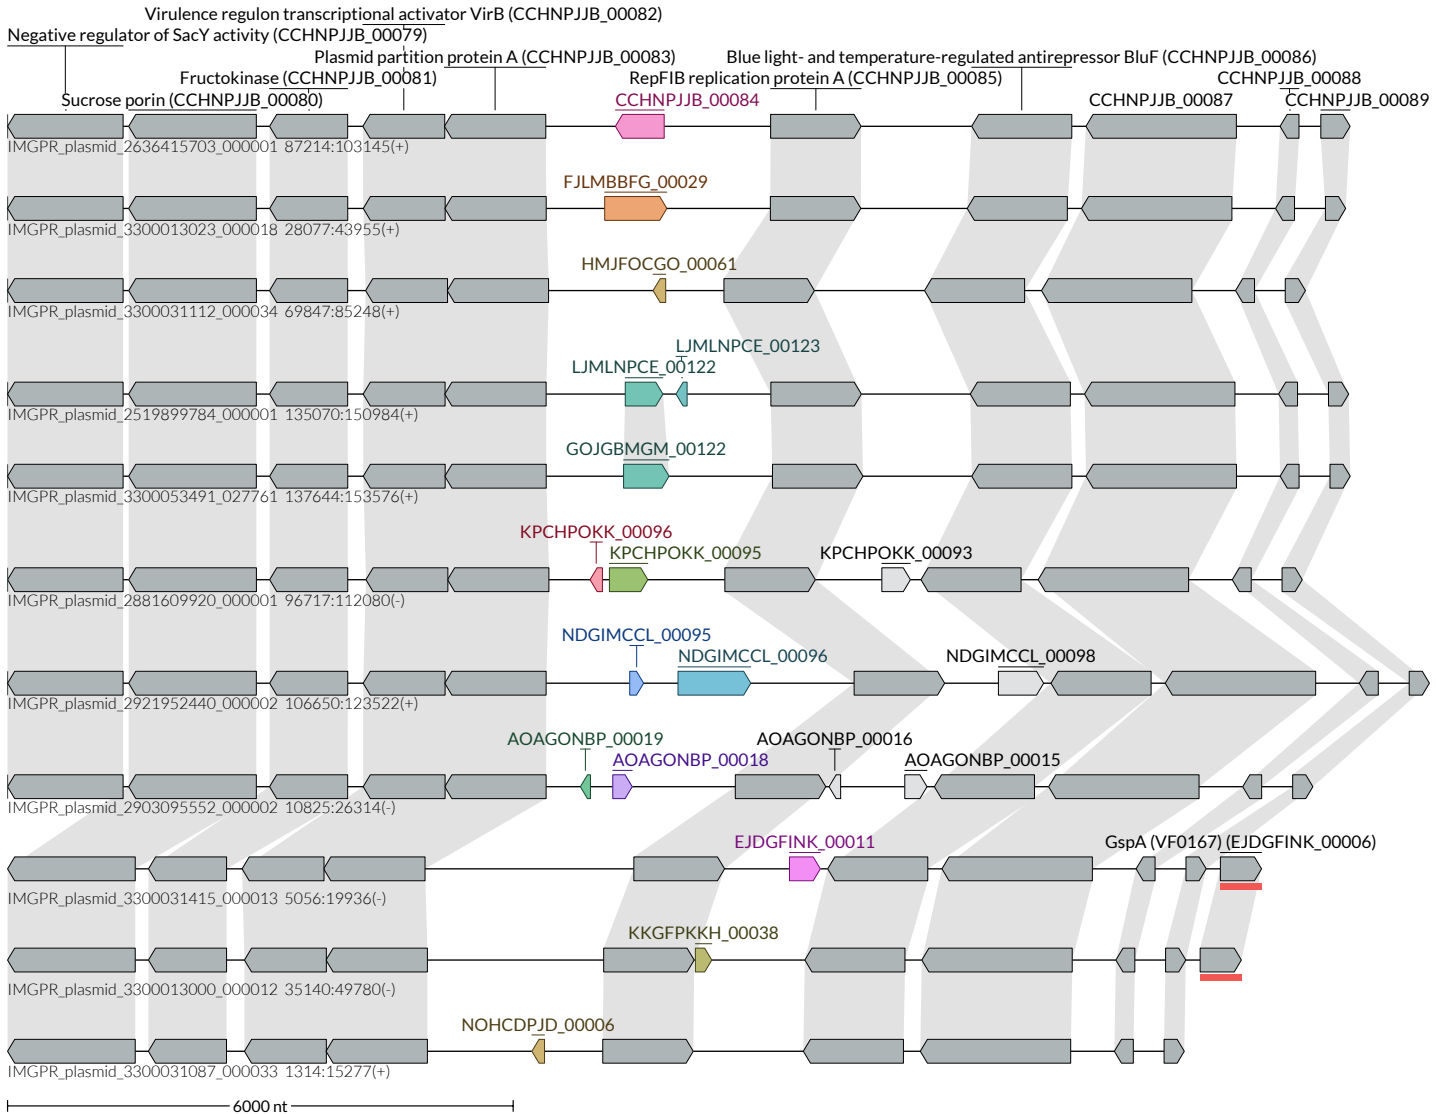 Virulence regulon transcriptional activator VirB (CCHNPJJB_00082)
Negative regulator of SacY activity (CCHNPJJB_00079)
Plasmid partition protein A (CCHNPJJB_00083)
Blue light- and temperature-regulated antirepressor BluF (CCHNPJJB_00086)
Fructokinase (CCHNPJJB_00081)
RepFIB replication protein A (CCHNPJJB_00085)
CCHNPJJB_00088
Sucrose porin (CCHNPJJB_00080)
CCHNPJJB_00084
CCHNPJJB_00087
CCHNPJJB_00089
IMGPR_plasmid_2636415703_000001 87214:103145(+)
FJLMBBFG_00029
IMGPR_plasmid_3300013023_000018 28077:43955(+)
HMJFOCGO_00061
IMGPR_plasmid_3300031112_000034 69847:85248(+)
LJMLNPCE_00123
LJMLNPCE_00122
IMGPR_plasmid_2519899784_000001 135070:150984(+)
GOJGBMGM_00122
IMGPR_plasmid_3300053491_027761 137644:153576(+)
KPCHPOKK_00096
KPCHPOKK_00095
KPCHPOKK_00093
IMGPR_plasmid_2881609920_000001 96717:112080(-)
NDGIMCCL_00095
NDGIMCCL_00096
NDGIMCCL_00098
IMGPR_plasmid_2921952440_000002 106650:123522(+)
AOAGONBP_00019
AOAGONBP_00016
AOAGONBP_00018
AOAGONBP_00015
IMGPR_plasmid_2903095552_000002 10825:26314(-)
EJDGFINK_00011
GspA (VF0167) (EJDGFINK_00006)
IMGPR_plasmid_3300031415_000013 5056:19936(-)
KKGFPKKH_00038
IMGPR_plasmid_3300013000_000012 35140:49780(-)
NOHCDPJD_00006
IMGPR_plasmid_3300031087_000033 1314:15277(+)
6000 nt